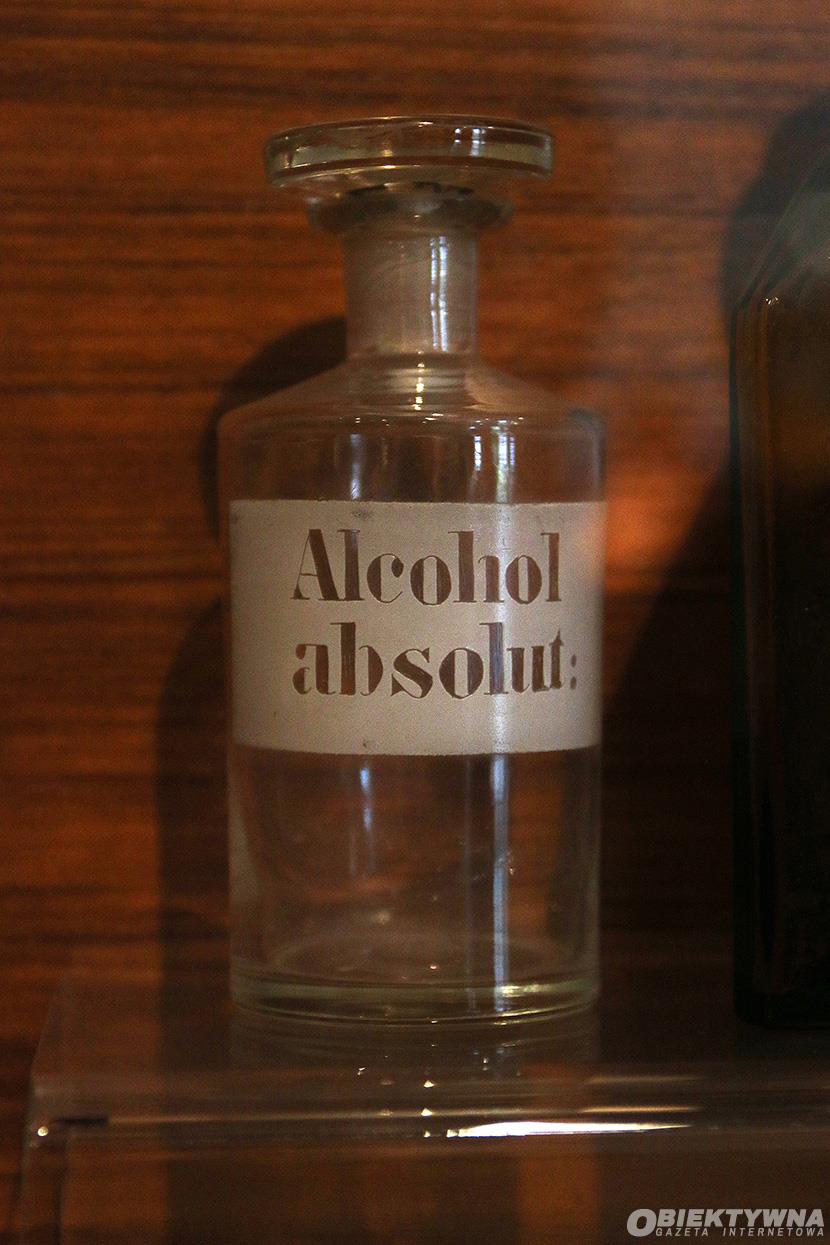 Alcohol
absolut:
OBIEKTYWNA
GAZETA INTERNETOWA